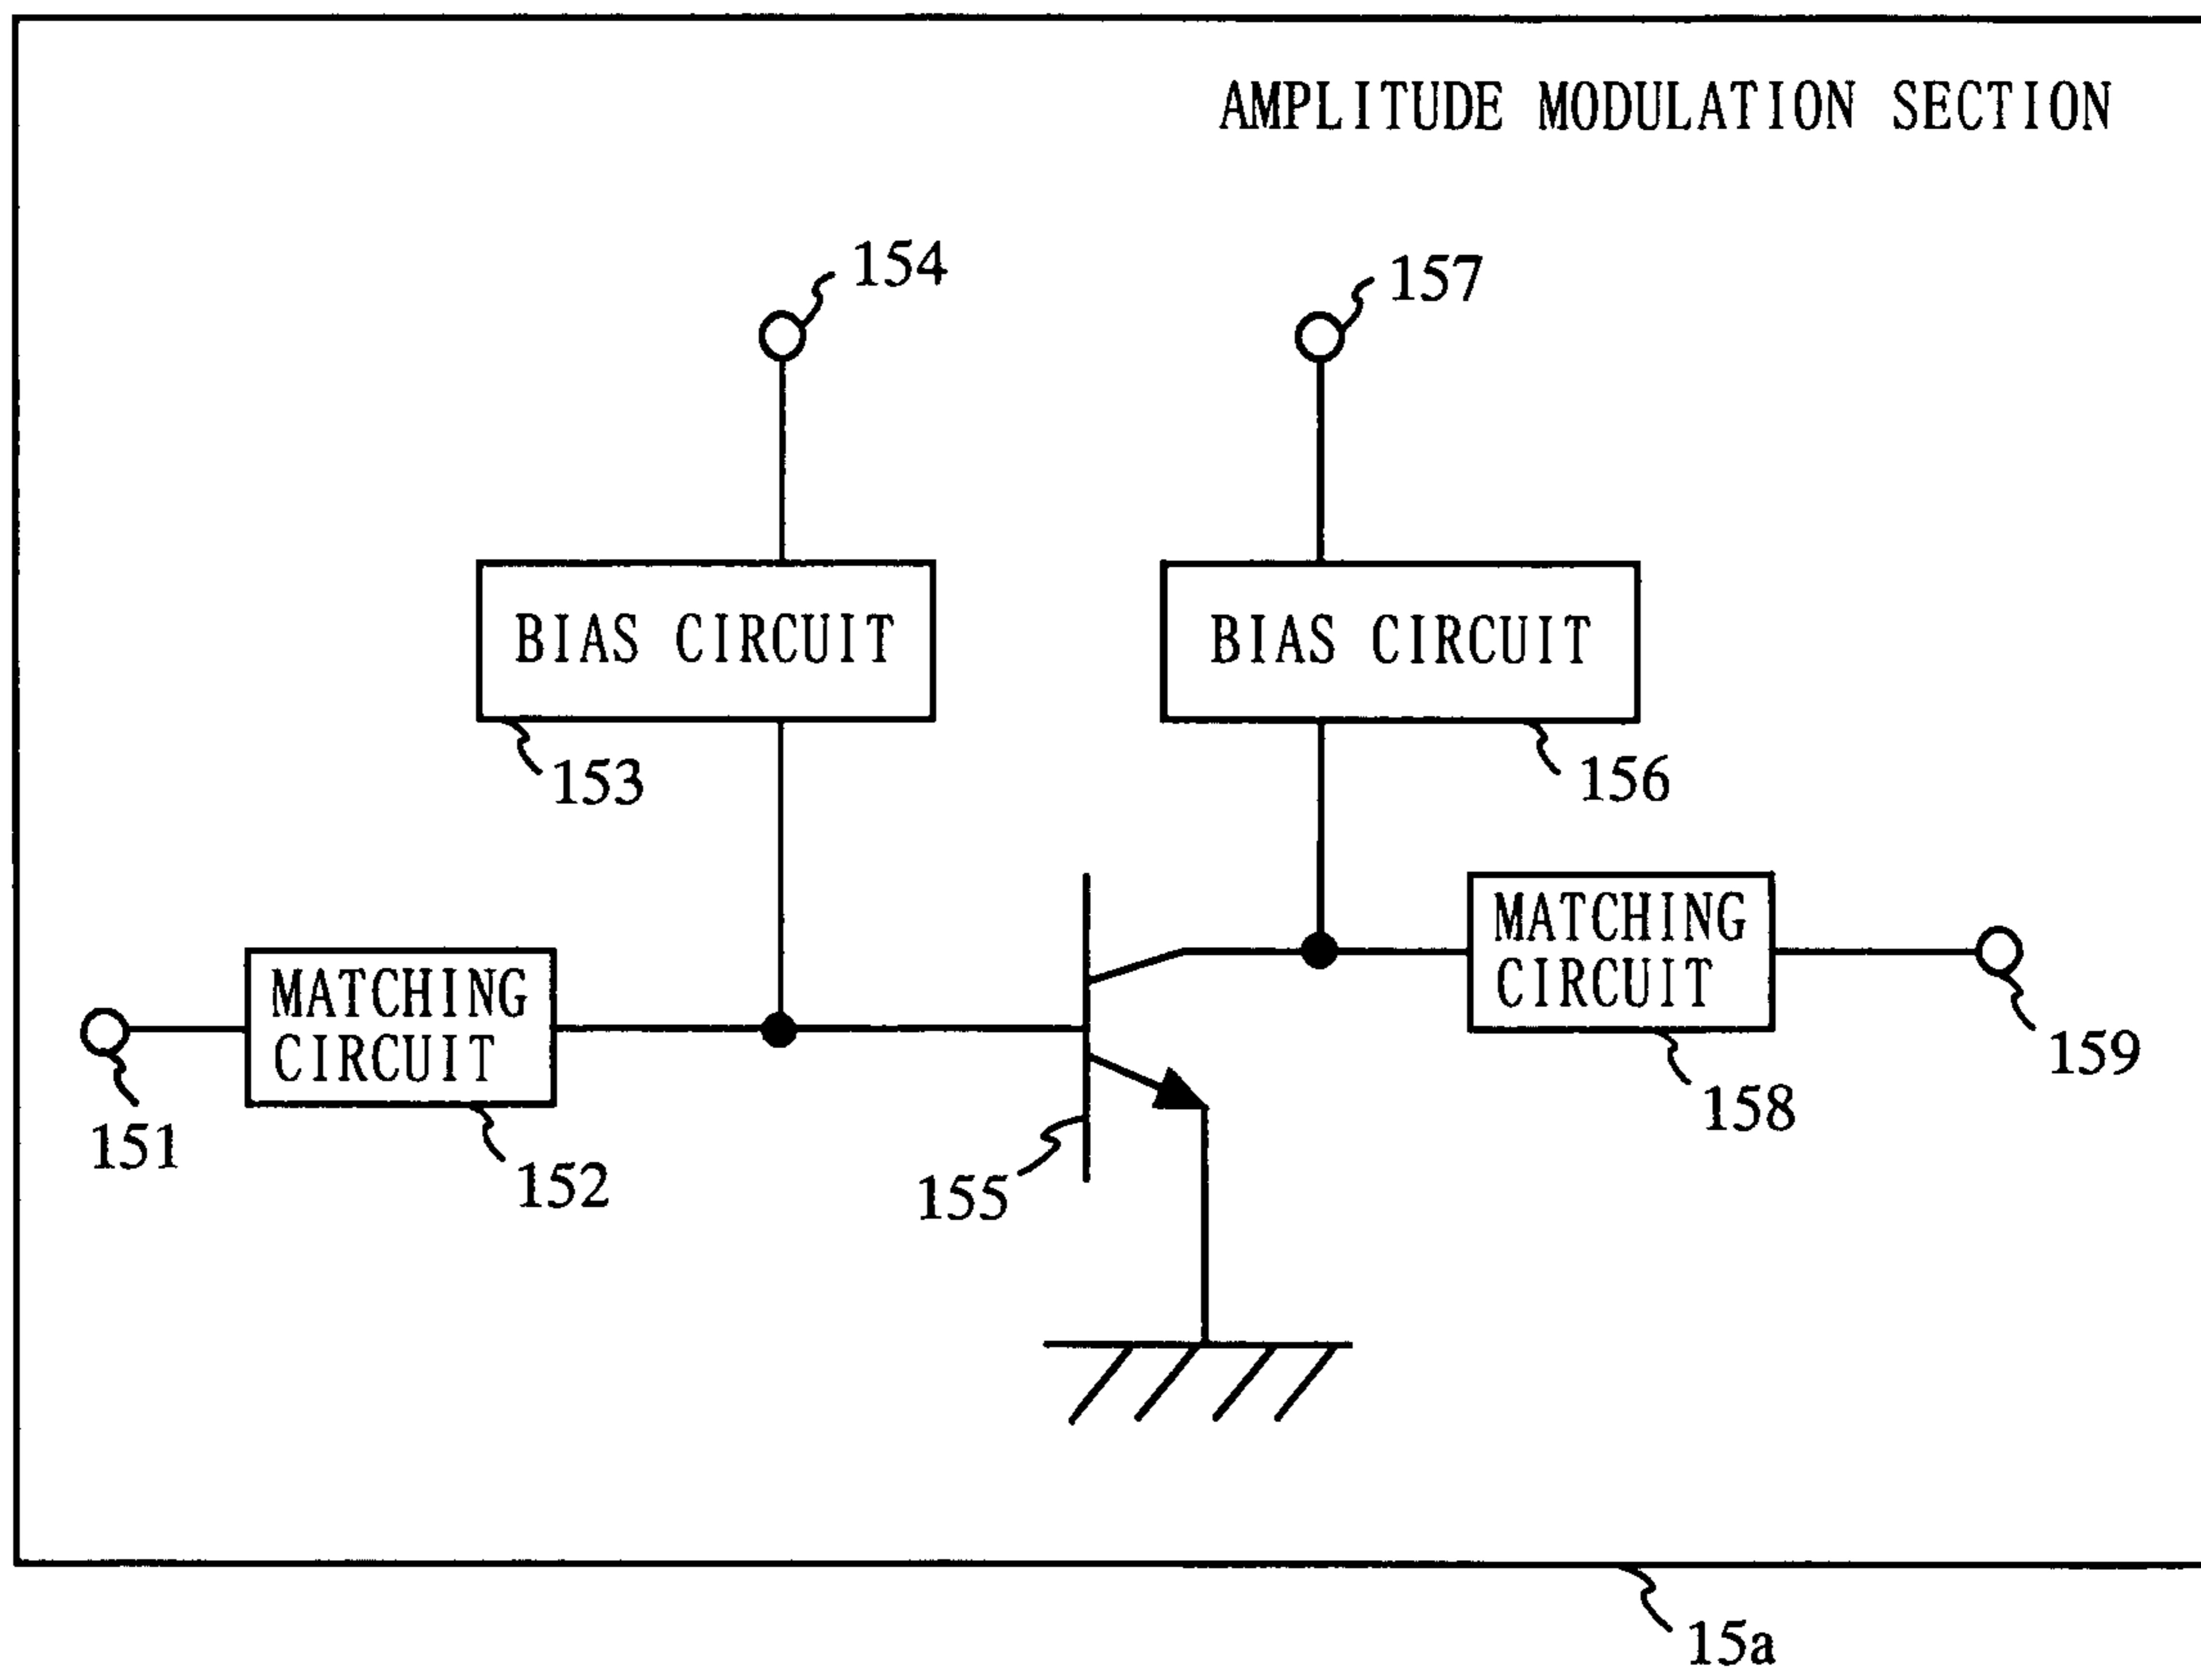 AMPLITUDE MODULATION SECTION
154
157
BIAS CIRCUIT
BIAS CIRCUIT
153
156
MATCHING
CIRCUIT
MATCHING
CIRCUIT
151
152
155
158
159
15a